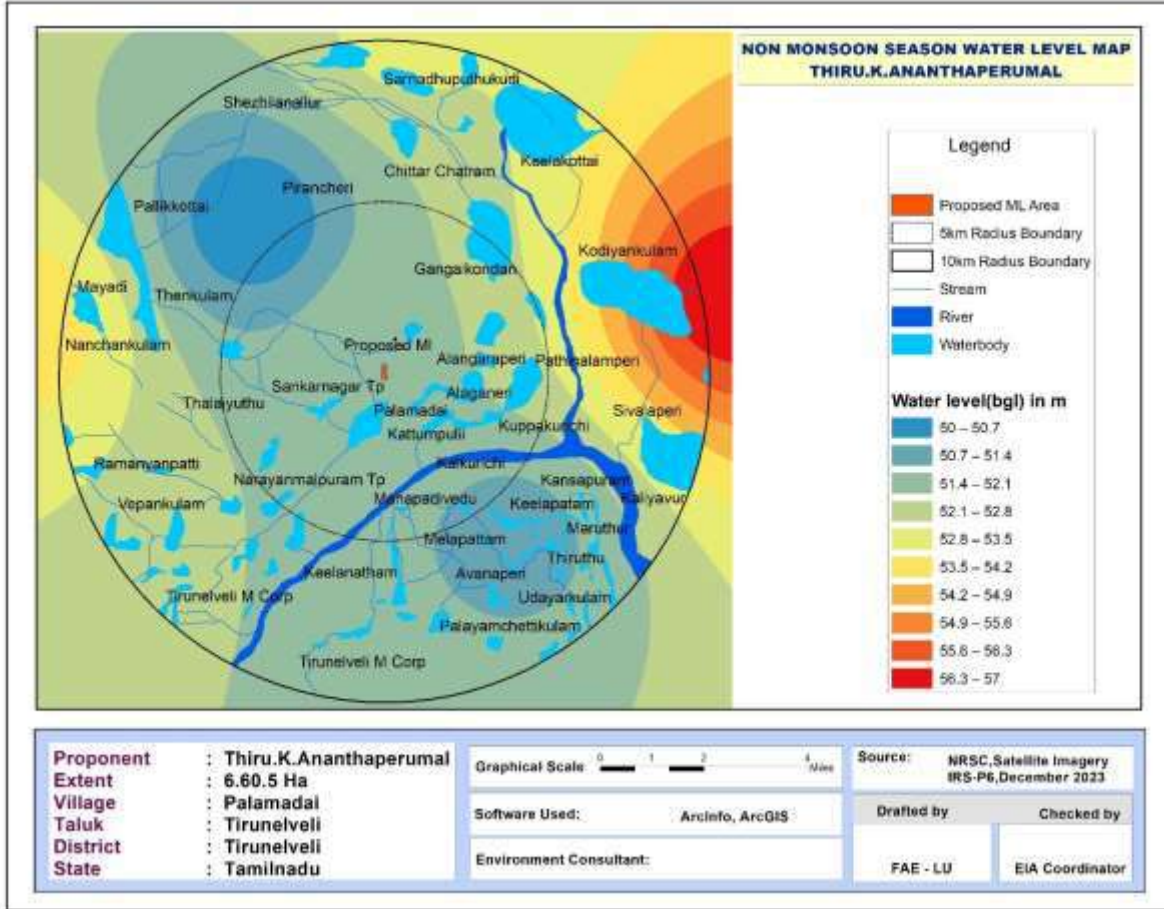 NON MONSOON SEASON WATER LEVEL MAP
THIRU.K.ANANTHAPERUMAL
Sarnadhuputhukudi
Shezhilanallur
Keelakottai
Chittar Chatram
Pirancheri
Pallikkottai
Kodiyankulam
Gangaikondan
Mayadi
Thenkulam
Nanchankulam
Proposed Ml
Alangaraperi
Pathinalamperi
Sankarnagar Tp
Alaganeri
Thalaiyuthu
Palamadai
Sivalaperi
Kattumpulii
Kuppakurichi
Ramanyanpatti
Kalkurichi
Narayanmalpuram Tp
Kansapuram
Vepankulam
Manapadivedu
Keelapatam
Kaliyavur
Maruthur
Melapattam
Thiruthu
Keelanatham
Avanaperi
Tirunelveli M Corp
Udayarkulam
Palayamchettikulam
Tirunelveli M Corp
Legend
Proposed ML Area
5km Radius Boundary
10km Radius Boundary
Stream
River
Waterbody
Water level(bgl) in m
50 – 50.7
50.7 – 51.4
51.4 – 52.1
52.1 – 52.8
52.8 – 53.5
53.5 – 54.2
54.2 – 54.9
54.9 – 55.6
55.6 – 56.3
56.3 – 57
Proponent : Thiru.K.Ananthaperumal
Extent : 6.60.5 Ha
Village : Palamadai
Taluk : Tirunelveli
District : Tirunelveli
State : Tamilnadu
Graphical Scale 0 1 2 4 Miles
Software Used: ArcInfo, ArcGIS
Environment Consultant:
Source: NRSC,Satellite Imagery
IRS-P6,December 2023
Drafted by Checked by
FAE - LU EIA Coordinator